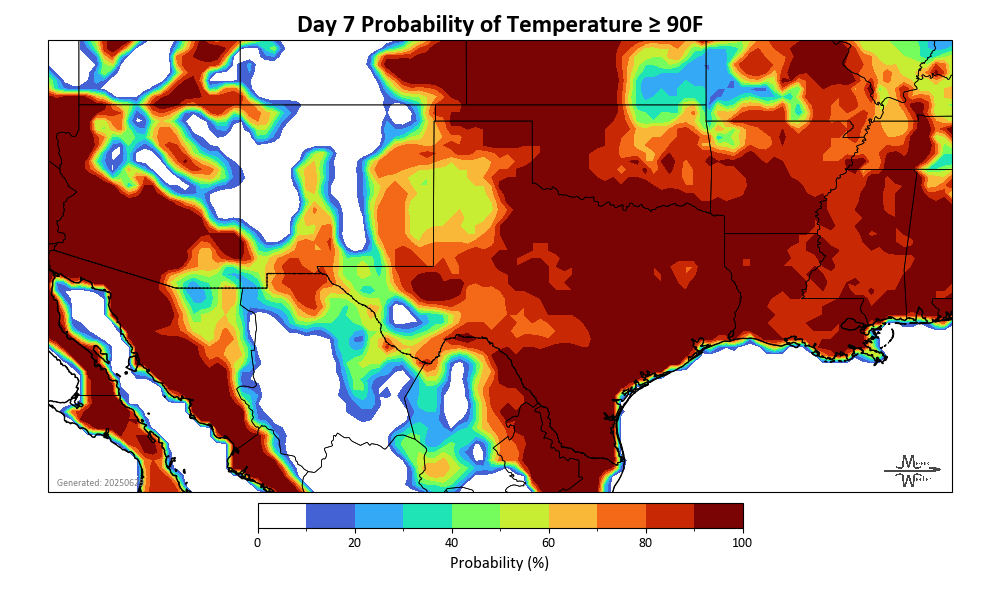 Day 7 Probability of Temperature ≥ 90F
Generated: 2025062
0 20 40 60 80 100
Probability (%)